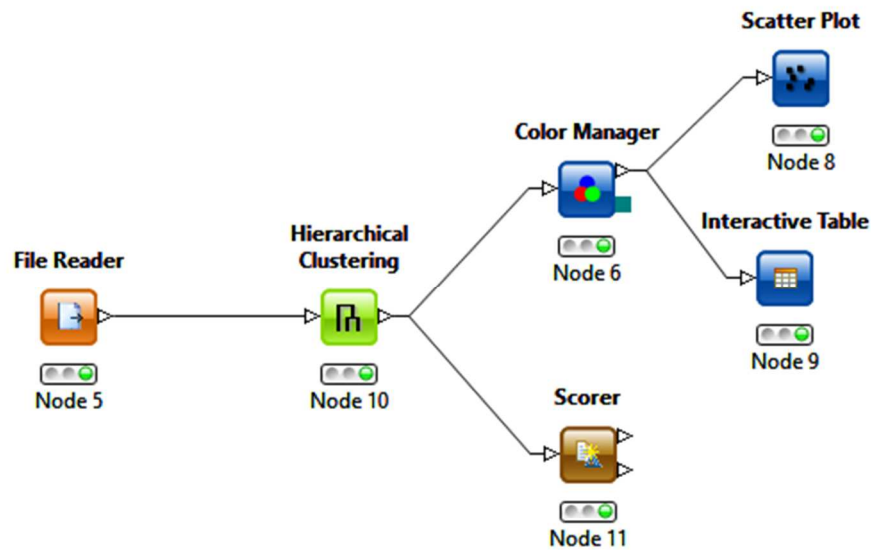 Scatter Plot
Node 8
Color Manager
Node 6
Interactive Table
Node 9
Hierarchical
Clustering
Node 10
File Reader
Node 5
Scorer
Node 11